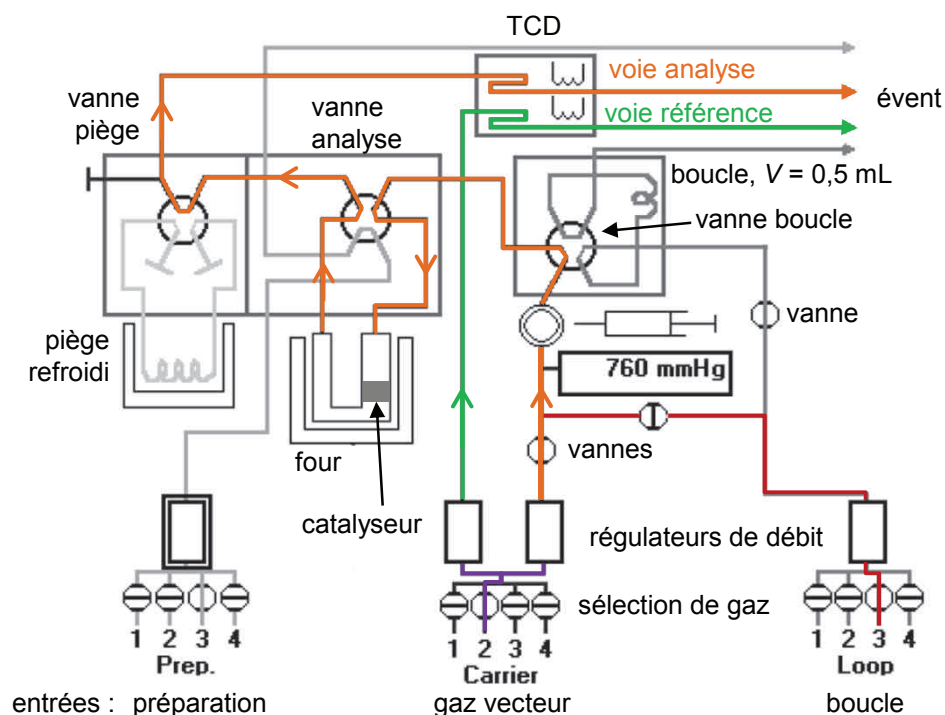 TCD
voie analyse
évent
voie référence
vanne
piège
vanne
analyse
boucle, V = 0,5 mL
vanne boucle
vanne
piège
refroidi
760 mmHg
four
vannes
catalyseur
régulateurs de débit
sélection de gaz
1 2 3 4
Prep.
1 2 3 4
Carrier
1 2 3 4
Loop
entrées : préparation
gaz vecteur
boucle